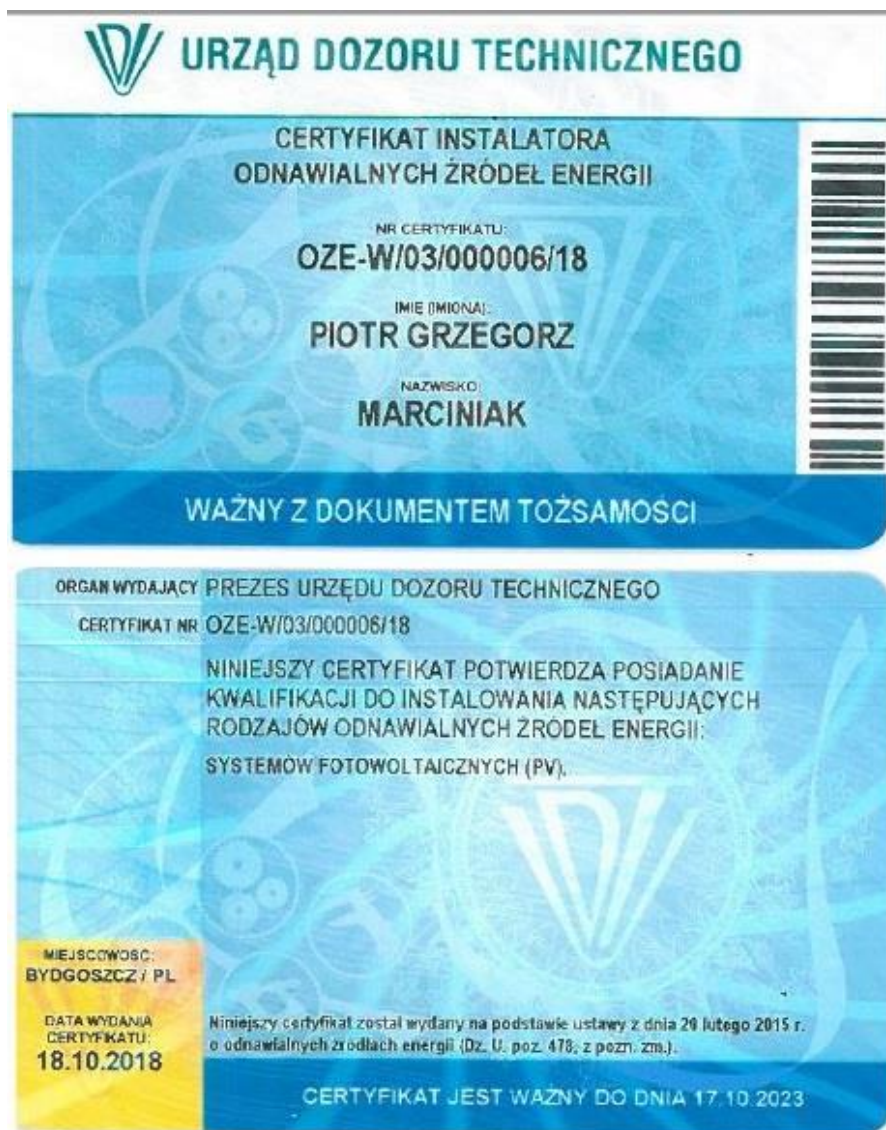 URZĄD DOZORU TECHNICZNEGO
CERTYFIKAT INSTALATORA
ODNAWIALNYCH ŹRÓDEŁ ENERGII
NR CERTYFIKATU:
OZE-W/03/000006/18
IMIĘ (IMIONA):
PIOTR GRZEGORZ
NAZWISKO:
MARCINIAK
WAŻNY Z DOKUMENTEM TOŻSAMOŚCI
ORGAN WYDAJĄCY PREZES URZĘDU DOZORU TECHNICZNEGO
CERTYFIKAT NR OZE-W/03/000006/18
NINIEJSZY CERTYFIKAT POTWIERDZA POSIADANIE
KWALIFIKACJI DO INSTALOWANIA NASTĘPUJĄCYCH
RODZAJÓW ODNAWIALNYCH ŹRÓDEŁ ENERGII:
SYSTEMÓW FOTOWOLTAICZNYCH (PV).
MIEJSCOWOŚĆ:
BYDGOSZCZ / PL
DATA WYDANIA
CERTYFIKATU:
18.10.2018
Niniejszy certyfikat został wydany na podstawie ustawy z dnia 20 lutego 2015 r.
o odnawialnych źródłach energii (Dz. U. poz. 478, z pozn. zm.).
CERTYFIKAT JEST WAŻNY DO DNIA 17.10.2023